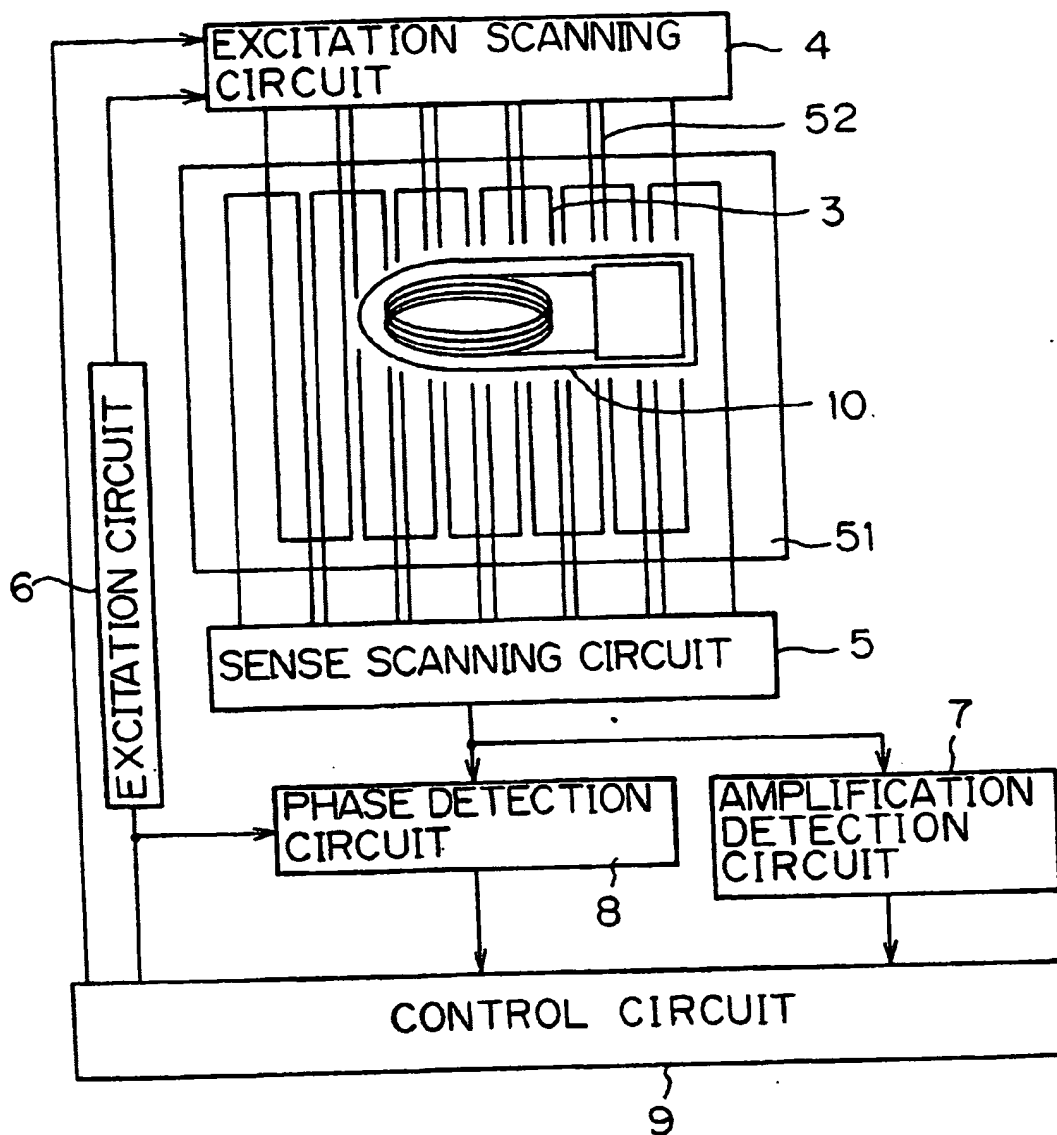 EXCITATION SCANNING
CIRCUIT
4
52
3
10
51
EXCITATION CIRCUIT
6
SENSE SCANNING CIRCUIT
5
7
PHASE DETECTION
CIRCUIT
8
AMPLIFICATION
DETECTION
CIRCUIT
CONTROL CIRCUIT
9